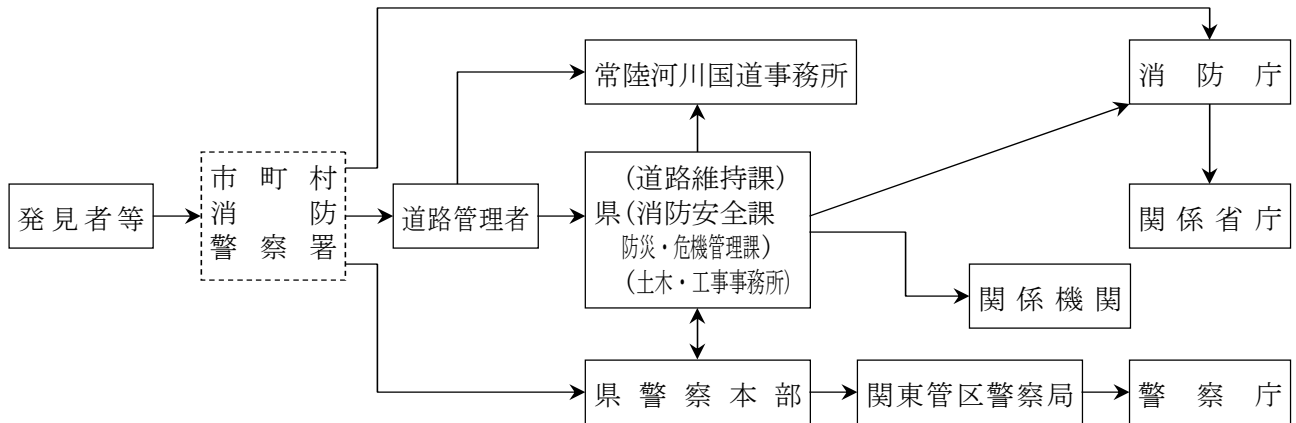 常陸河川国道事務所
消防庁
市町村
消防
警察署
発見者等
道路管理者
(道路維持課)
県(消防安全課
防災・危機管理課)
(土木・工事事務所)
関係省庁
関係機関
県警察本部
関東管区警察局
警察庁